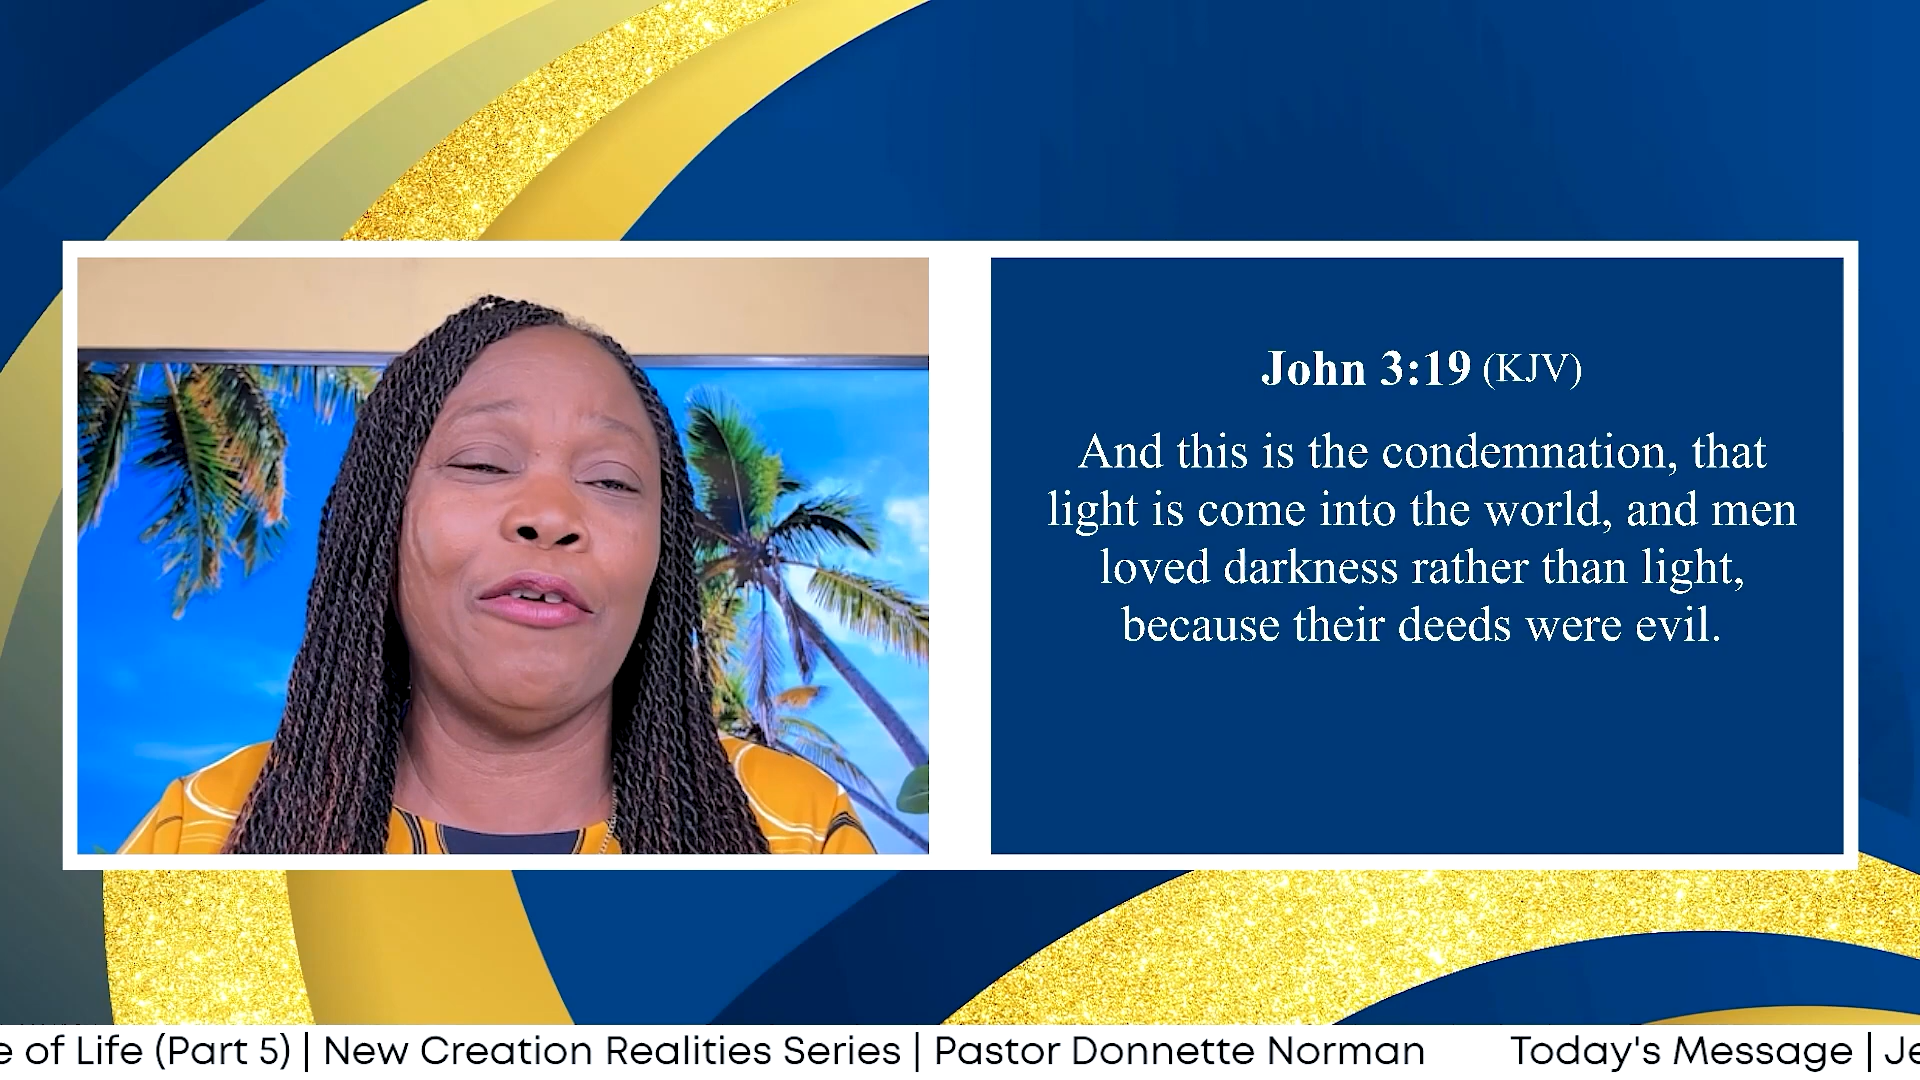 John 3:19 (KJV)
And this is the condemnation, that
light is come into the world, and men
loved darkness rather than light,
because their deeds were evil.
e of Life (Part 5) | New Creation Realities Series | Pastor Donnette Norman Today's Message | Je